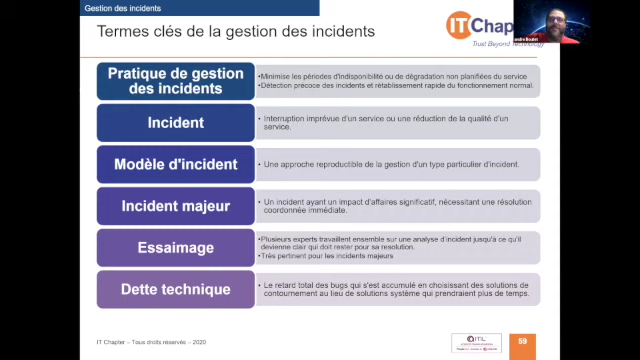 Gestion des incidents
Termes clés de la gestion des incidents
IT Chapter
Trust Beyond Technology
Pratique de gestion
des incidents
•Minimise les périodes d'indisponibilité ou de dégradation non planifiées du service
•Détection précoce des incidents et rétablissement rapide du fonctionnement normal.
Incident
•Interruption imprévue d'un service ou une réduction de la qualité d'un
service.
Modèle d'incident
•Une approche reproductible de la gestion d'un type particulier d'incident.
Incident majeur
•Un incident ayant un impact d'affaires significatif, nécessitant une résolution
coordonnée immédiate.
Essaimage
•Plusieurs experts travaillent ensemble sur une analyse d'incident jusqu'à ce qu'il
devienne clair qui doit rester pour sa resolution.
•Très pertinent pour les incidents majeurs
Dette technique
•Le retard total des bugs qui s'est accumulé en choisissant des solutions de
contournement au lieu de solutions système qui prendraient plus de temps.
IT Chapter – Tous droits réservés – 2020
ITIL
59